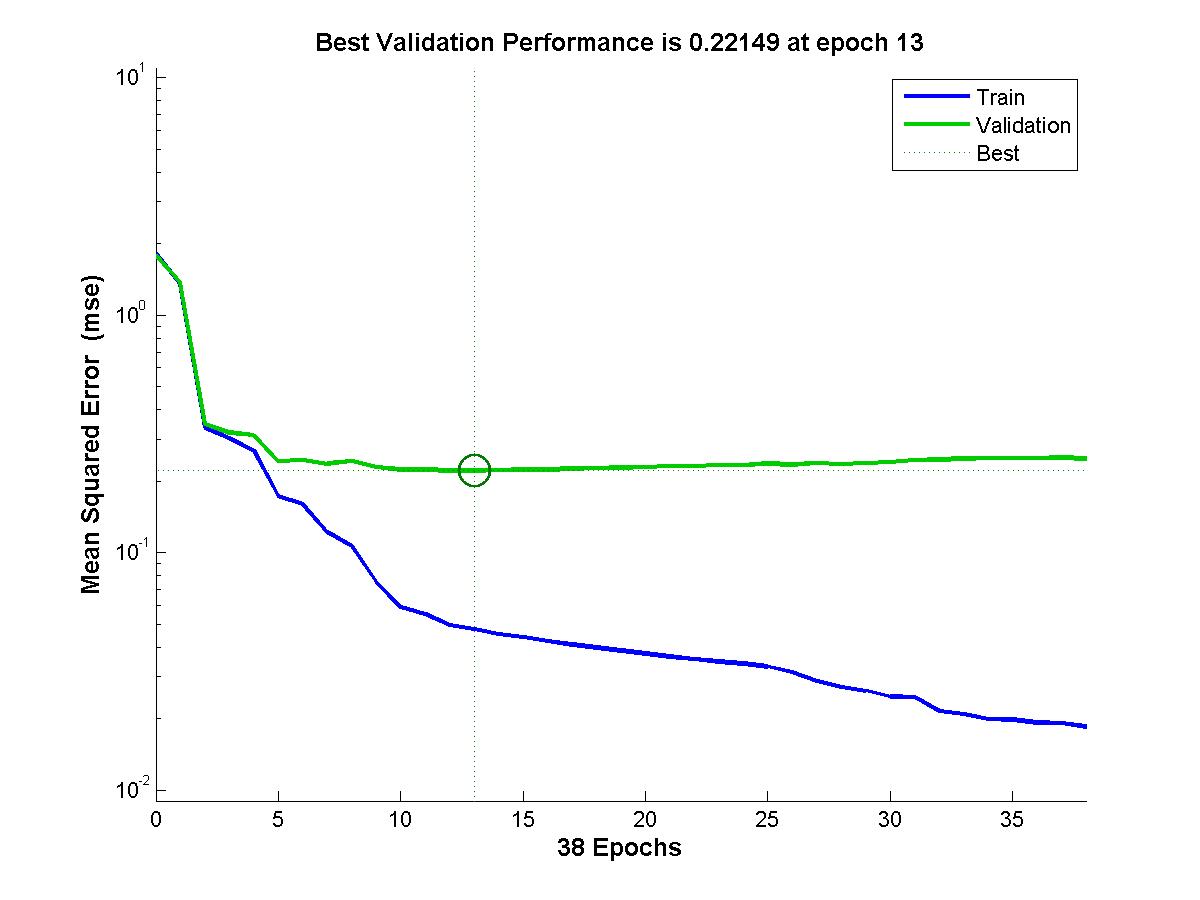 Best Validation Performance is 0.22149 at epoch 13
Train
Validation
Best
Mean Squared Error (mse)
10^1
10^0
10^-1
10^-2
0 5 10 15 20 25 30 35
38 Epochs